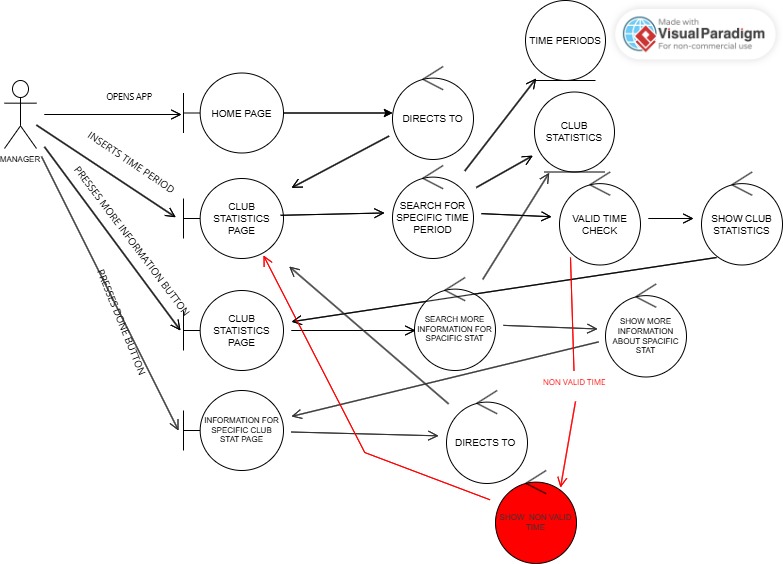 Made with
VisualParadigm
For non-commercial use
TIME PERIODS
OPENS APP
HOME PAGE
DIRECTS TO
CLUB
STATISTICS
MANAGER
INSERTS TIME PERIOD
CLUB
STATISTICS
PAGE
SEARCH FOR
SPECIFIC TIME
PERIOD
VALID TIME
CHECK
SHOW CLUB
STATISTICS
PRESSES MORE INFORMATION BUTTON
CLUB
STATISTICS
PAGE
SEARCH MORE
INFORMATION FOR
SPACIFIC STAT
SHOW MORE
INFORMATION
ABOUT SPACIFIC
STAT
PRESSES DONE BUTTON
NON VALID TIME
INFORMATION FOR
SPECIFIC CLUB
STAT PAGE
DIRECTS TO
SHOW NON VALID
TIME